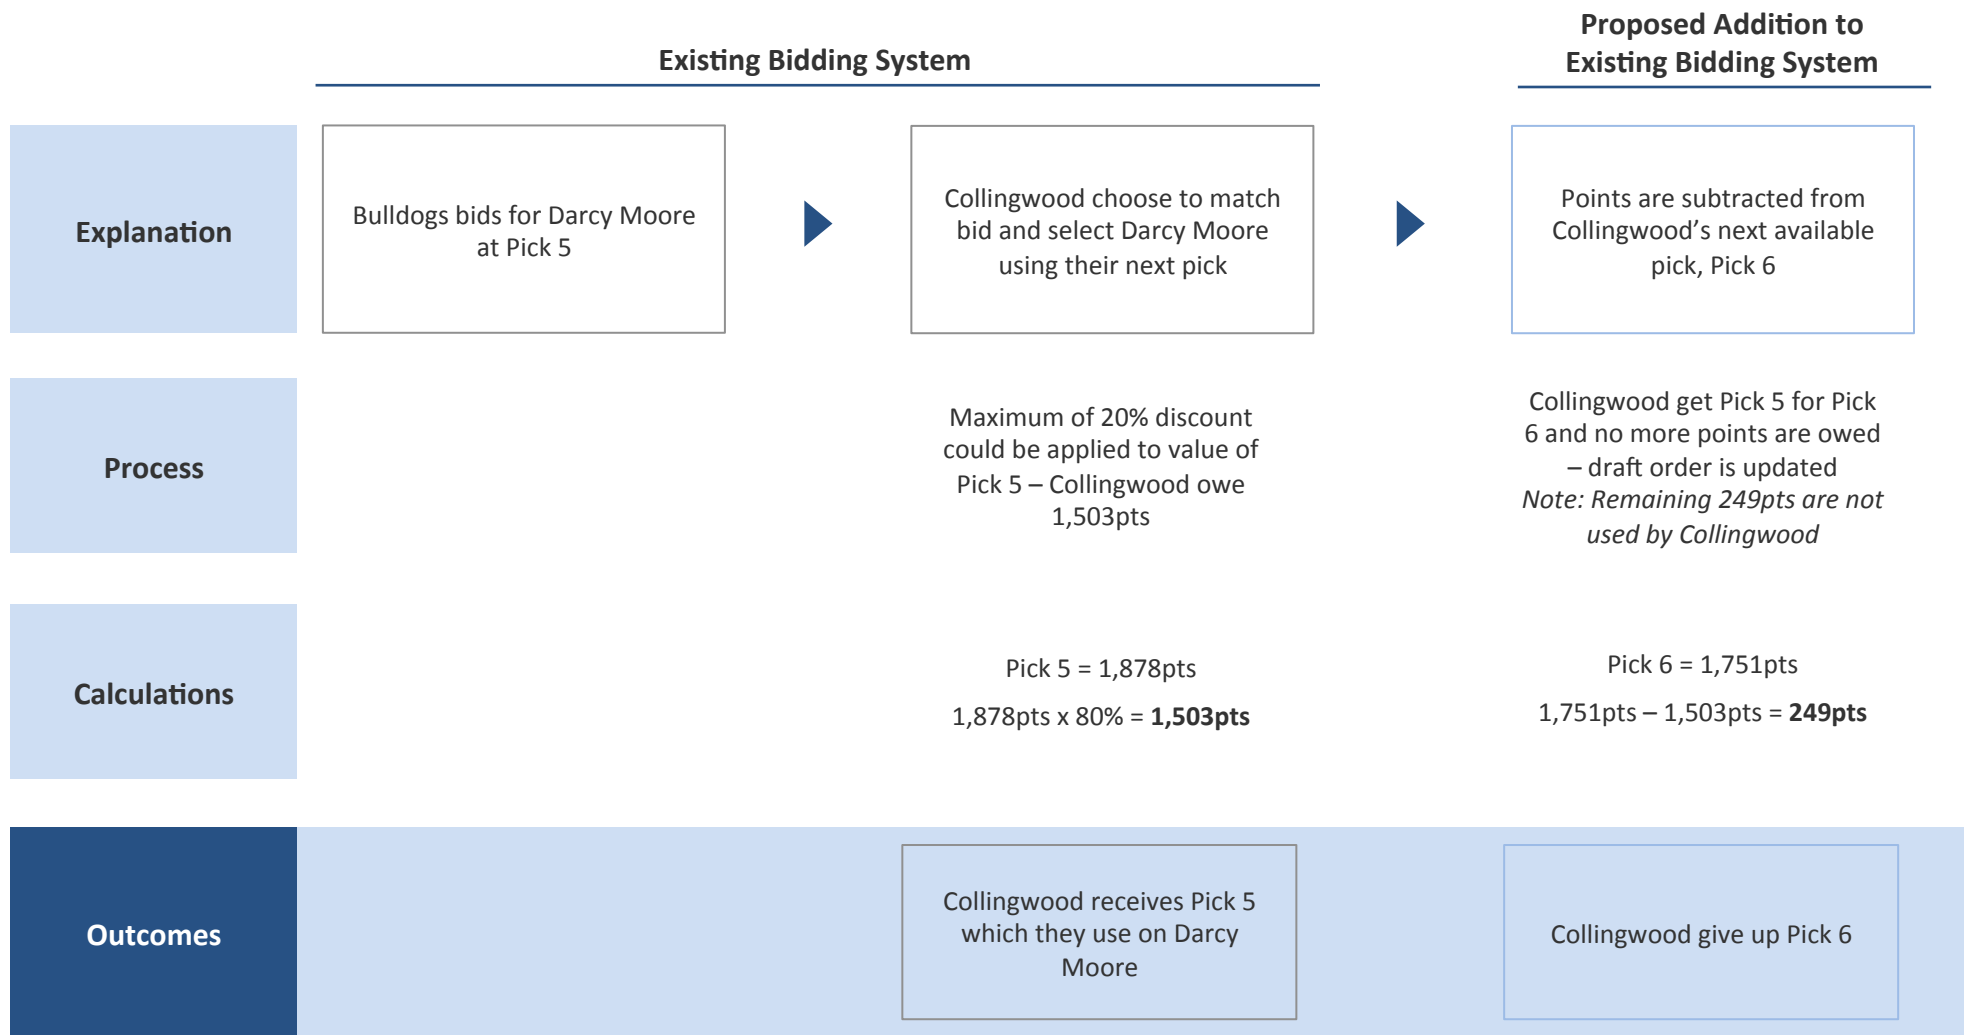 Existing Bidding System
Proposed Addition to
Existing Bidding System
Explanation
Bulldogs bids for Darcy Moore
at Pick 5
Collingwood choose to match
bid and select Darcy Moore
using their next pick
Points are subtracted from
Collingwood’s next available
pick, Pick 6
Process
Maximum of 20% discount
could be applied to value of
Pick 5 – Collingwood owe
1,503pts
Collingwood get Pick 5 for Pick
6 and no more points are owed
– draft order is updated
Note: Remaining 249pts are not
used by Collingwood
Calculations
Pick 5 = 1,878pts
1,878pts x 80% = 1,503pts
Pick 6 = 1,751pts
1,751pts – 1,503pts = 249pts
Outcomes
Collingwood receives Pick 5
which they use on Darcy
Moore
Collingwood give up Pick 6